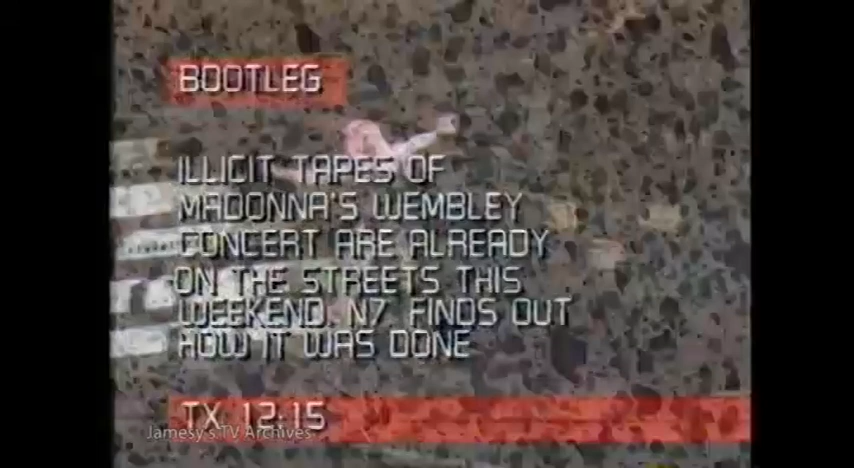 BOOTLEG
ILLICIT TAPES OF
MADONNA'S WEMBLEY
CONCERT ARE ALREADY
ON THE STREETS THIS
WEEKEND. N7 FINDS OUT
HOW IT WAS DONE
TX 12:15
Jamesy's TV Archives